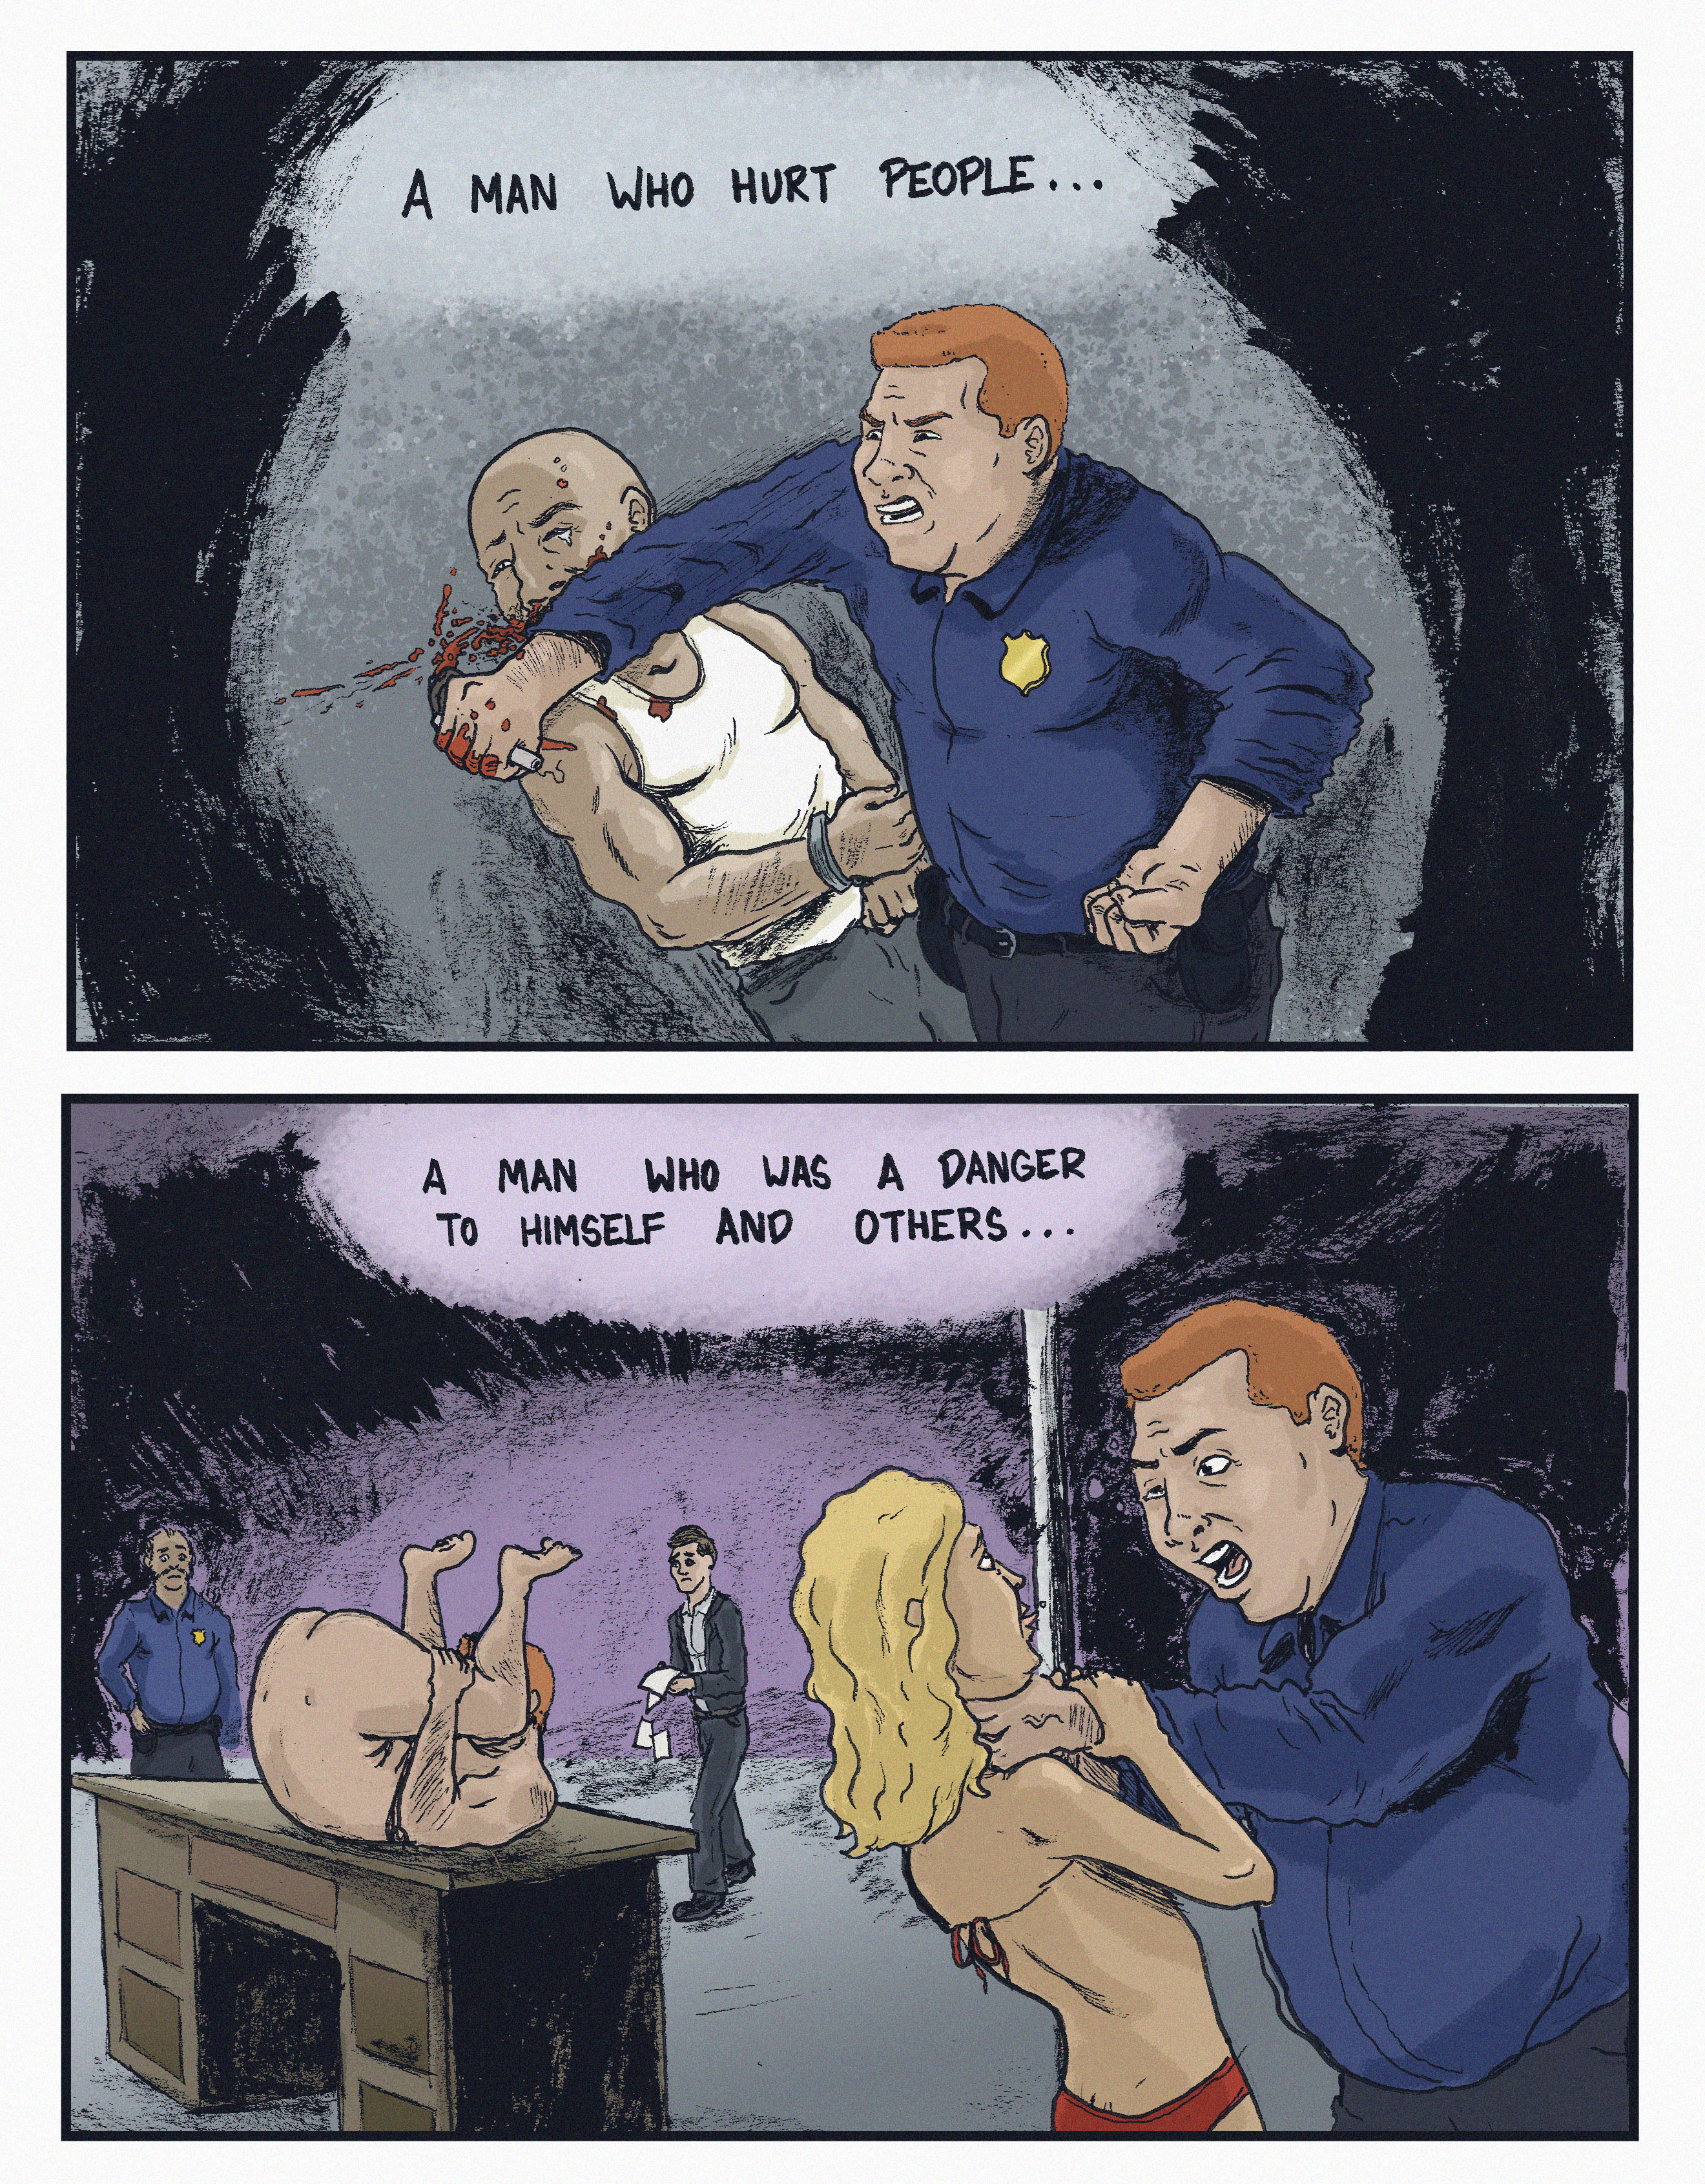 A MAN WHO HURT PEOPLE...
A MAN WHO WAS A DANGER
TO HIMSELF AND OTHERS...